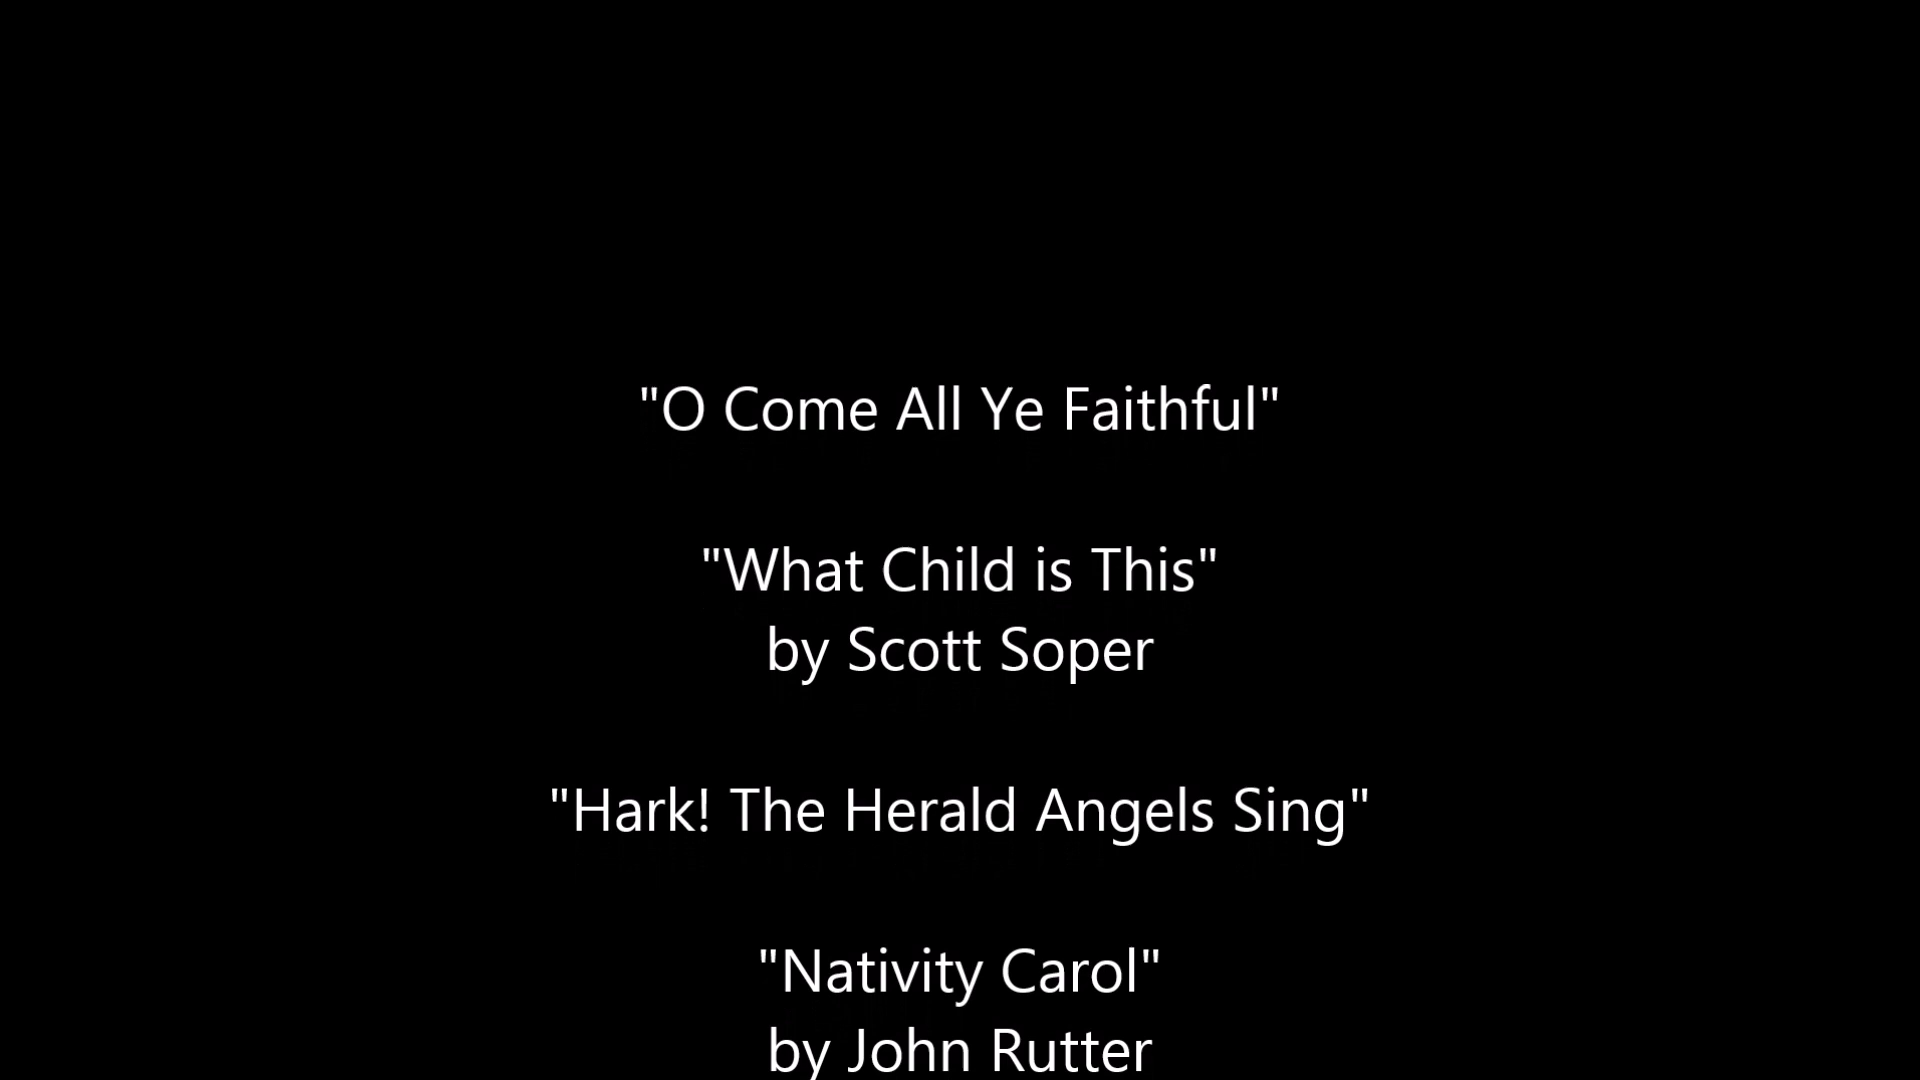 "O Come All Ye Faithful"
"What Child is This"
by Scott Soper
"Hark! The Herald Angels Sing"
"Nativity Carol"
by John Rutter